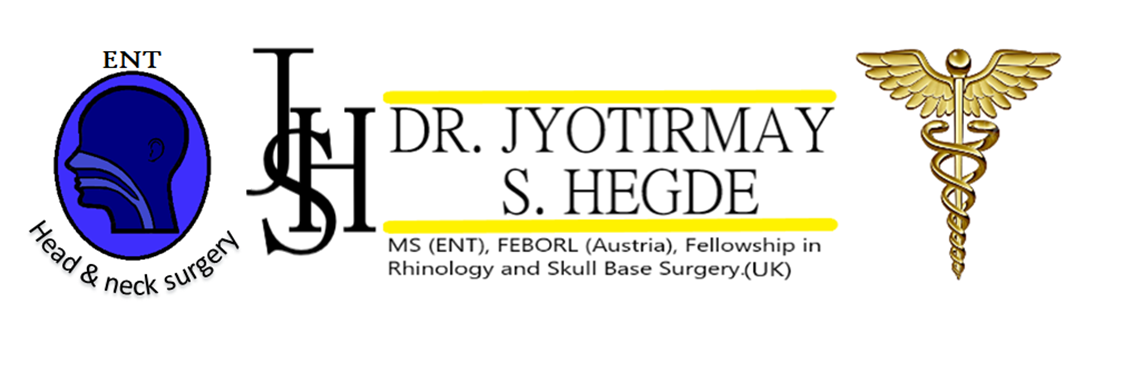 ENT
Head & neck surgery
JSH
DR. JYOTIRMAY
S. HEGDE
MS (ENT), FEBORL (Austria), Fellowship in
Rhinology and Skull Base Surgery.(UK)